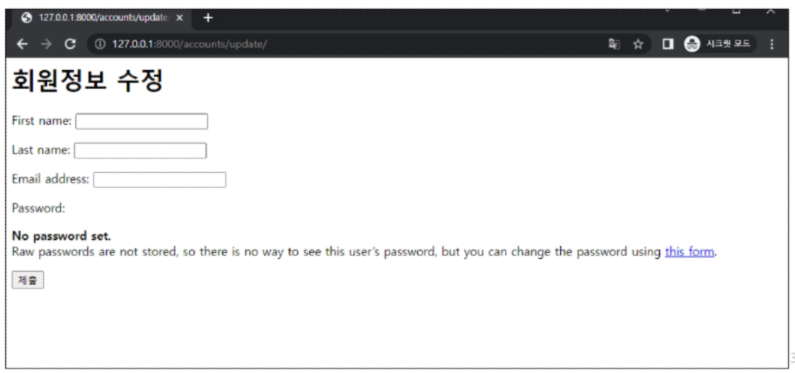 127.0.0.1:8000/accounts/update
127.0.0.1:8000/accounts/update/
시크릿 모드
회원정보 수정
First name:
Last name:
Email address:
Password:
No password set.
Raw passwords are not stored, so there is no way to see this user's password, but you can change the password using this form.
제출